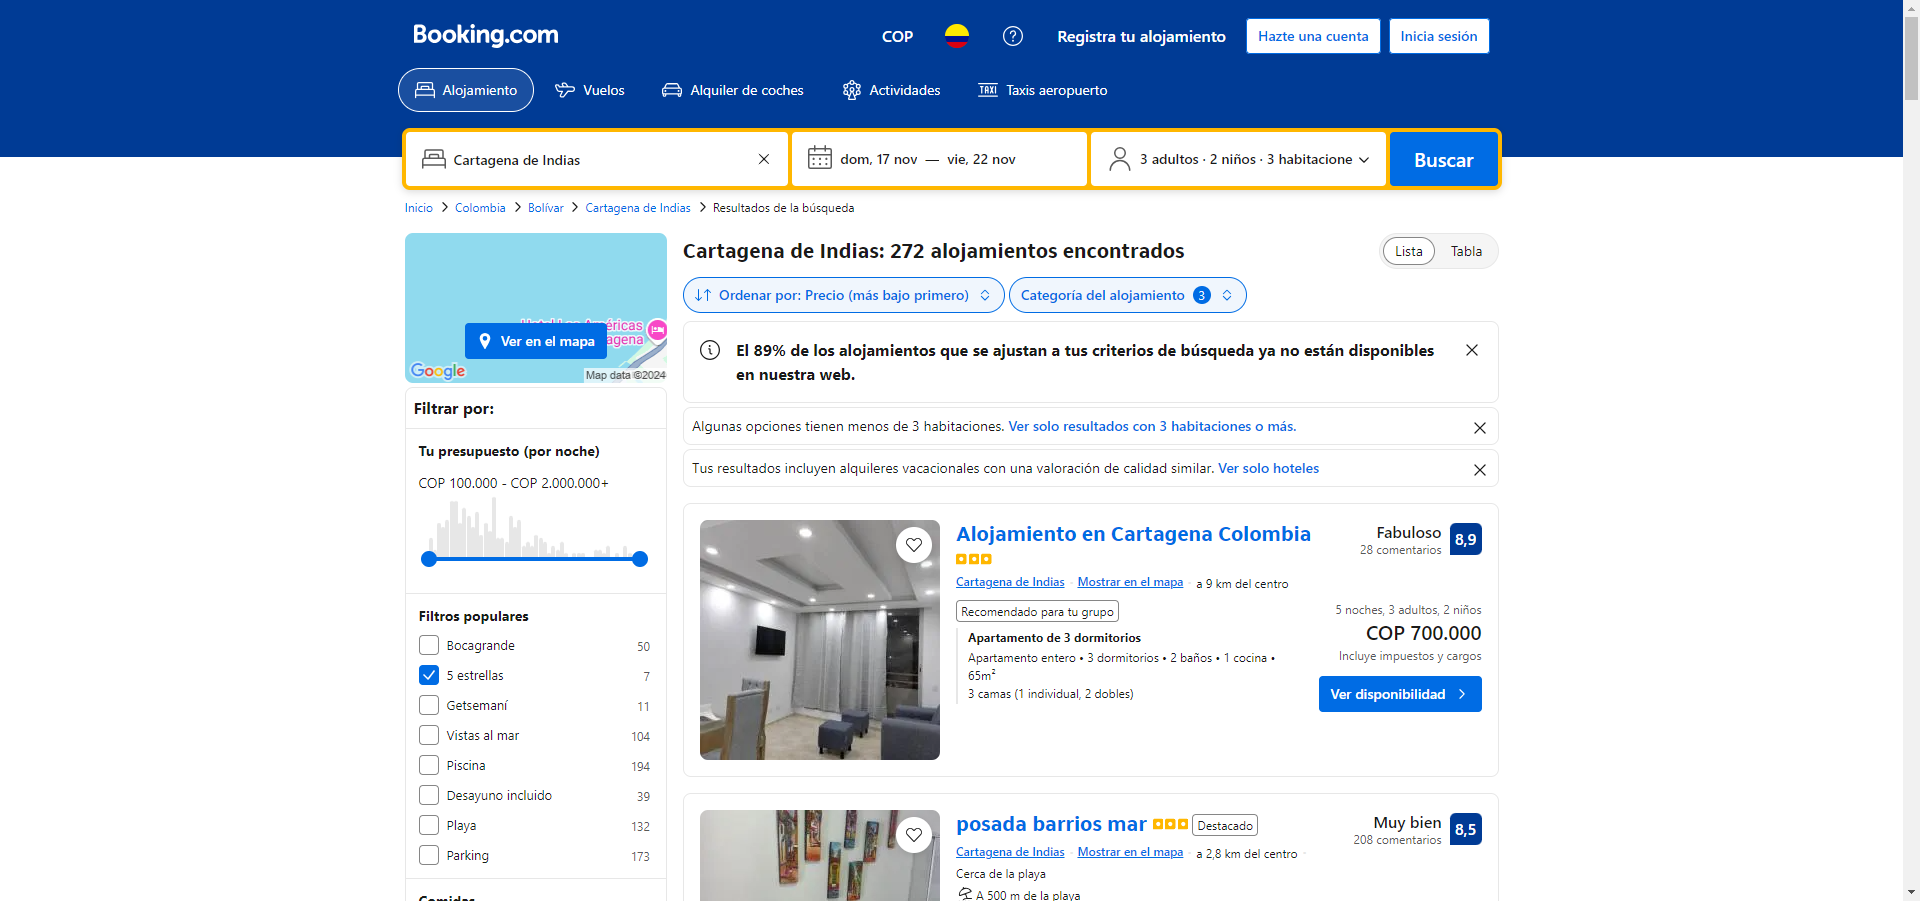 Booking.com
COP
Registra tu alojamiento
Hazte una cuenta
Inicia sesión
Alojamiento
Vuelos
Alquiler de coches
Actividades
TAXI
Taxis aeropuerto
Cartagena de Indias
dom, 17 nov — vie, 22 nov
3 adultos · 2 niños · 3 habitacione
Buscar
Inicio > Colombia > Bolívar > Cartagena de Indias > Resultados de la búsqueda
Ver en el mapa
Google
Map data ©2024
Filtrar por:
Tu presupuesto (por noche)
COP 100.000 - COP 2.000.000+
Filtros populares
Bocagrande 50
5 estrellas 7
Getsemaní 11
Vistas al mar 104
Piscina 194
Desayuno incluido 39
Playa 132
Parking 173
Cartagena de Indias: 272 alojamientos encontrados
Lista
Tabla
Ordenar por: Precio (más bajo primero)
Categoría del alojamiento 3
El 89% de los alojamientos que se ajustan a tus criterios de búsqueda ya no están disponibles
en nuestra web.
Algunas opciones tienen menos de 3 habitaciones. Ver solo resultados con 3 habitaciones o más.
Tus resultados incluyen alquileres vacacionales con una valoración de calidad similar. Ver solo hoteles
Alojamiento en Cartagena Colombia
Fabuloso
28 comentarios
8,9
Cartagena de Indias · Mostrar en el mapa · a 9 km del centro
Recomendado para tu grupo
Apartamento de 3 dormitorios
Apartamento entero • 3 dormitorios • 2 baños • 1 cocina •
65m²
3 camas (1 individual, 2 dobles)
5 noches, 3 adultos, 2 niños
COP 700.000
Incluye impuestos y cargos
Ver disponibilidad
posada barrios mar
Destacado
Muy bien
208 comentarios
8,5
Cartagena de Indias · Mostrar en el mapa · a 2,8 km del centro
Cerca de la playa
A 500 m de la playa